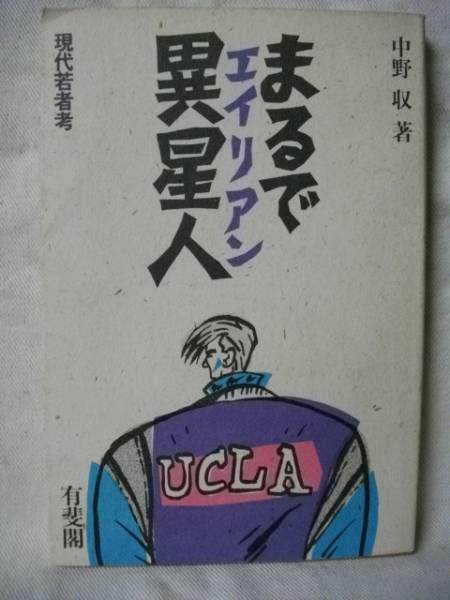 中野 収 著
まるで
エイリアン
異星人
現代若者考
UCLA
有斐閣